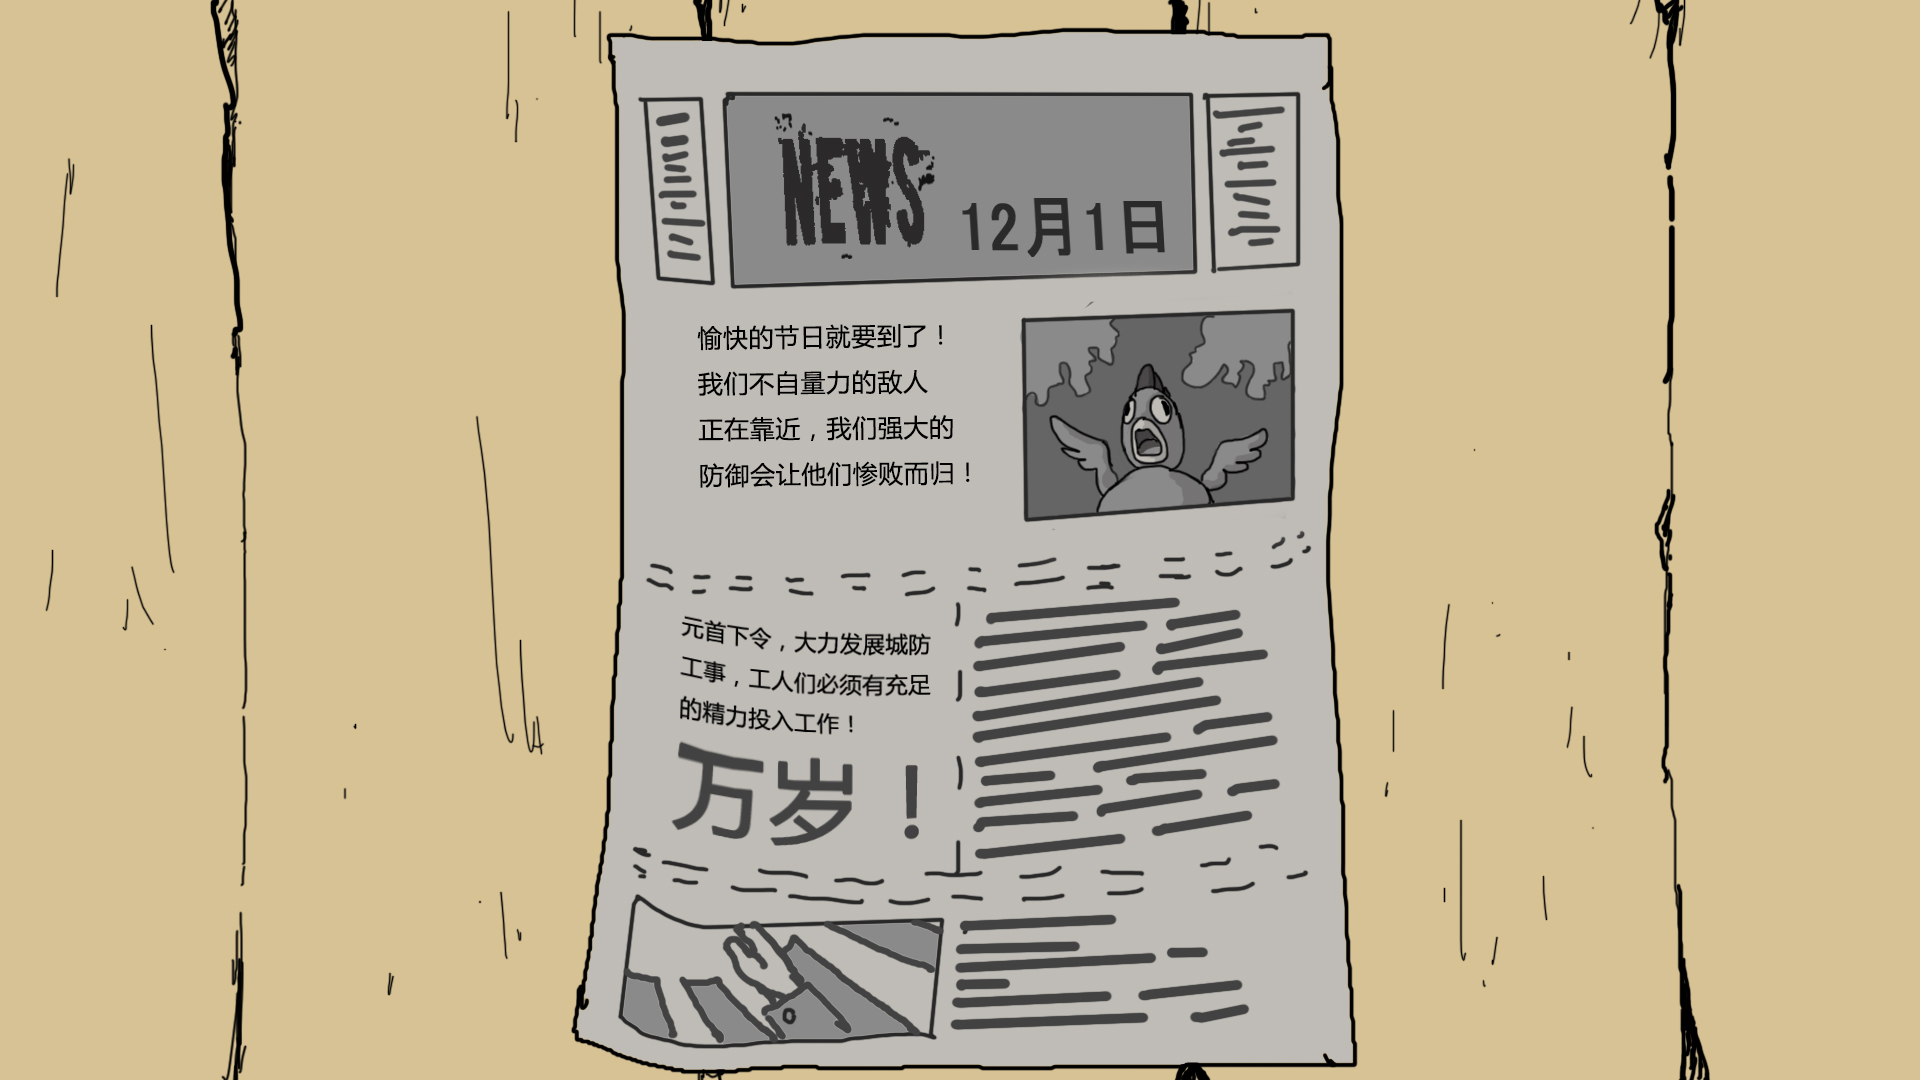 NEWS 12月1日
愉快的节日就要到了！
我们不自量力的敌人
正在靠近，我们强大的
防御会让他们惨败而归！
元首下令，大力发展城防
工事，工人们必须有充足
的精力投入工作！
万岁！